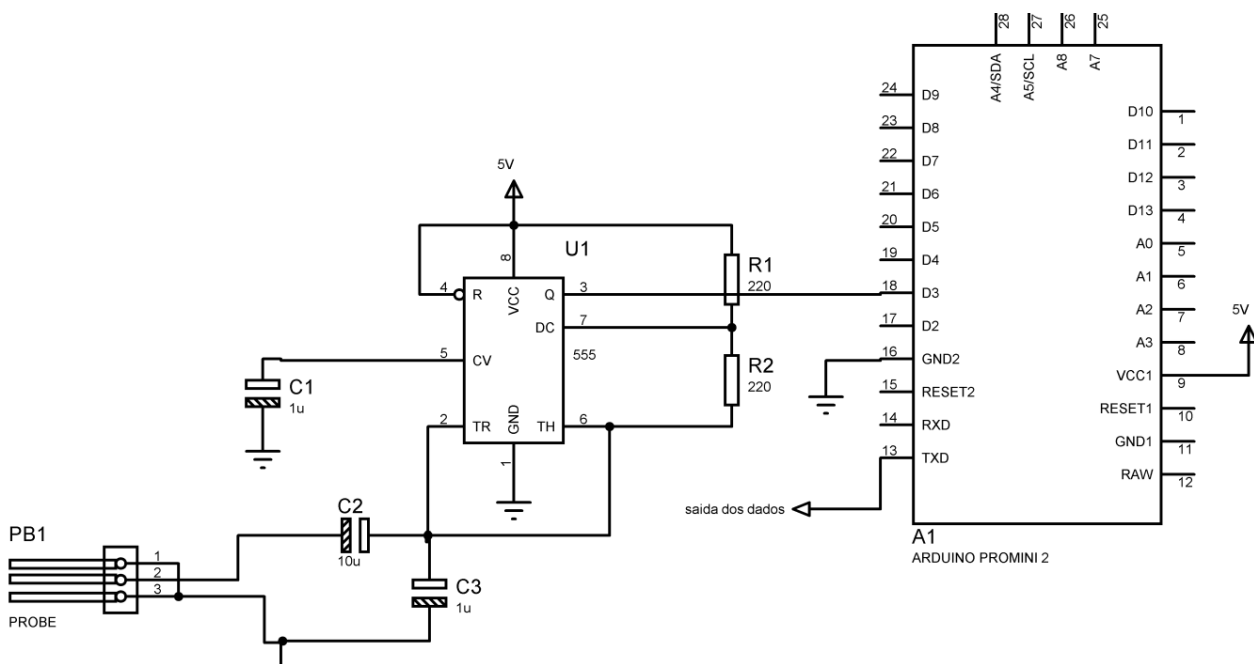 28
27
26
25
A4/SDA
A5/SCL
A8
A7
24 D9
23 D8
22 D7
21 D6
20 D5
19 D4
18 D3
17 D2
16 GND2
15 RESET2
14 RXD
13 TXD
D10 1
D11 2
D12 3
D13 4
A0 5
A1 6
A2 7
A3 8
VCC1 9
RESET1 10
GND1 11
RAW 12
5V
A1
ARDUINO PROMINI 2
saida dos dados
5V
U1
8
VCC
4 R
Q 3
DC 7
5 CV
555
2 TR
GND
TH 6
1
R1
220
R2
220
C1
1u
C2
10u
C3
1u
PB1
1
2
3
PROBE